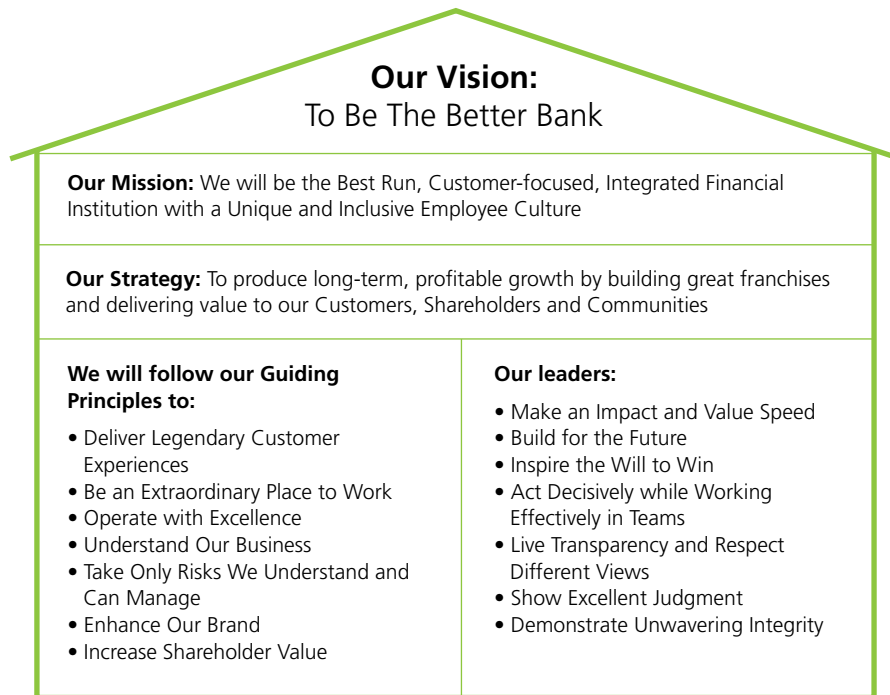 Our Vision:
To Be The Better Bank
Our Mission: We will be the Best Run, Customer-focused, Integrated Financial
Institution with a Unique and Inclusive Employee Culture
Our Strategy: To produce long-term, profitable growth by building great franchises
and delivering value to our Customers, Shareholders and Communities
We will follow our Guiding
Principles to:
• Deliver Legendary Customer
Experiences
• Be an Extraordinary Place to Work
• Operate with Excellence
• Understand Our Business
• Take Only Risks We Understand and
Can Manage
• Enhance Our Brand
• Increase Shareholder Value
Our leaders:
• Make an Impact and Value Speed
• Build for the Future
• Inspire the Will to Win
• Act Decisively while Working
Effectively in Teams
• Live Transparency and Respect
Different Views
• Show Excellent Judgment
• Demonstrate Unwavering Integrity